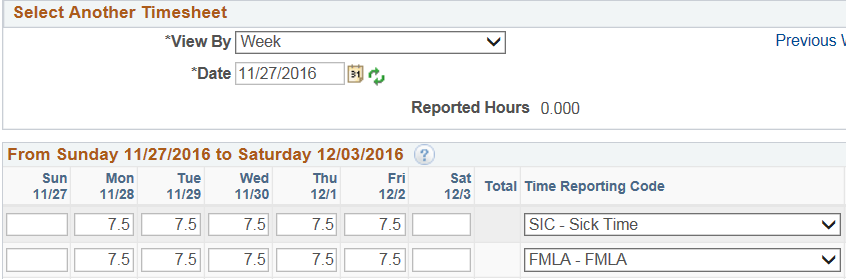 Select Another Timesheet
*View By Week Previous
*Date 11/27/2016 31
Reported Hours 0.000
From Sunday 11/27/2016 to Saturday 12/03/2016 ?
Sun Mon Tue Wed Thu Fri Sat Total Time Reporting Code
11/27 11/28 11/29 11/30 12/1 12/2 12/3
7.5 7.5 7.5 7.5 7.5 SIC - Sick Time
7.5 7.5 7.5 7.5 7.5 FMLA - FMLA